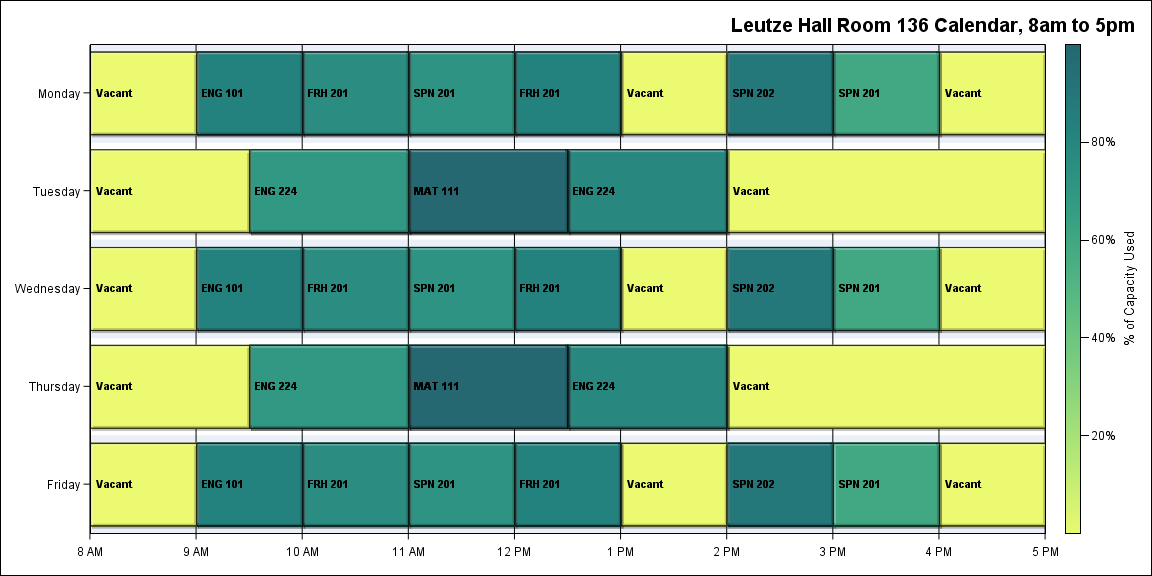 Leutze Hall Room 136 Calendar, 8am to 5pm
Monday
Vacant
ENG 101
FRH 201
SPN 201
FRH 201
Vacant
SPN 202
SPN 201
Vacant
Tuesday
Vacant
ENG 224
MAT 111
ENG 224
Vacant
Wednesday
Vacant
ENG 101
FRH 201
SPN 201
FRH 201
Vacant
SPN 202
SPN 201
Vacant
Thursday
Vacant
ENG 224
MAT 111
ENG 224
Vacant
Friday
Vacant
ENG 101
FRH 201
SPN 201
FRH 201
Vacant
SPN 202
SPN 201
Vacant
8 AM
9 AM
10 AM
11 AM
12 PM
1 PM
2 PM
3 PM
4 PM
5 PM
80%
60%
40%
20%
% of Capacity Used